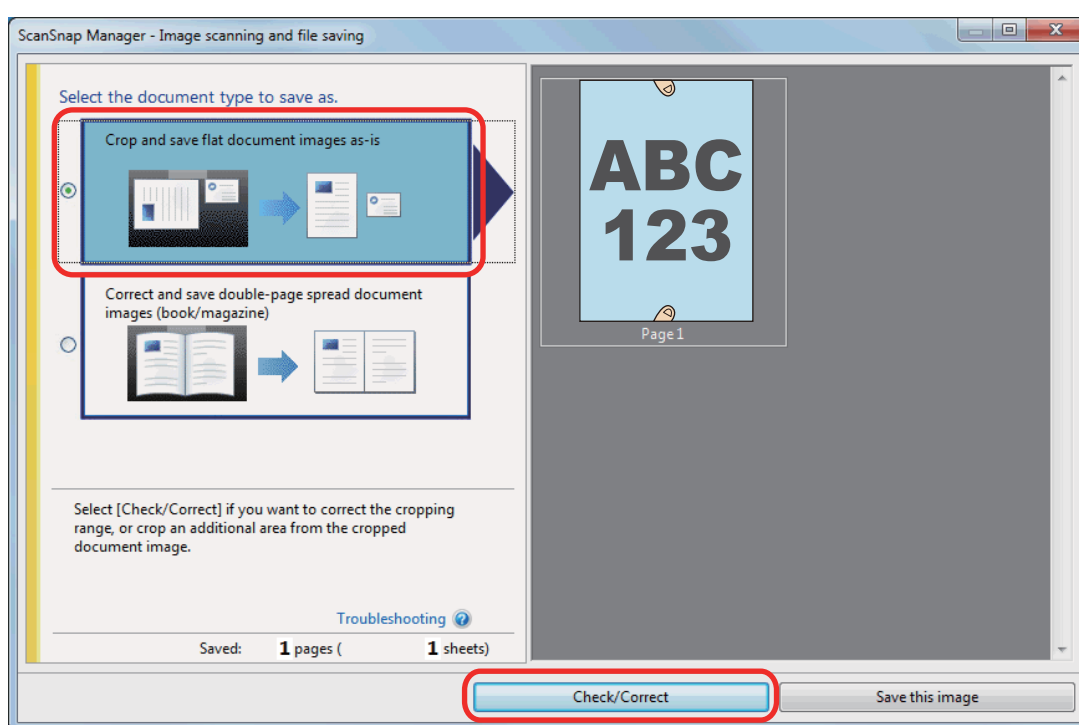 ScanSnap Manager - Image scanning and file saving
Select the document type to save as.
Crop and save flat document images as-is
Correct and save double-page spread document
images (book/magazine)
Select [Check/Correct] if you want to correct the cropping
range, or crop an additional area from the cropped
document image.
Troubleshooting
Saved: 1 pages ( 1 sheets)
ABC
123
Page 1
Check/Correct
Save this image